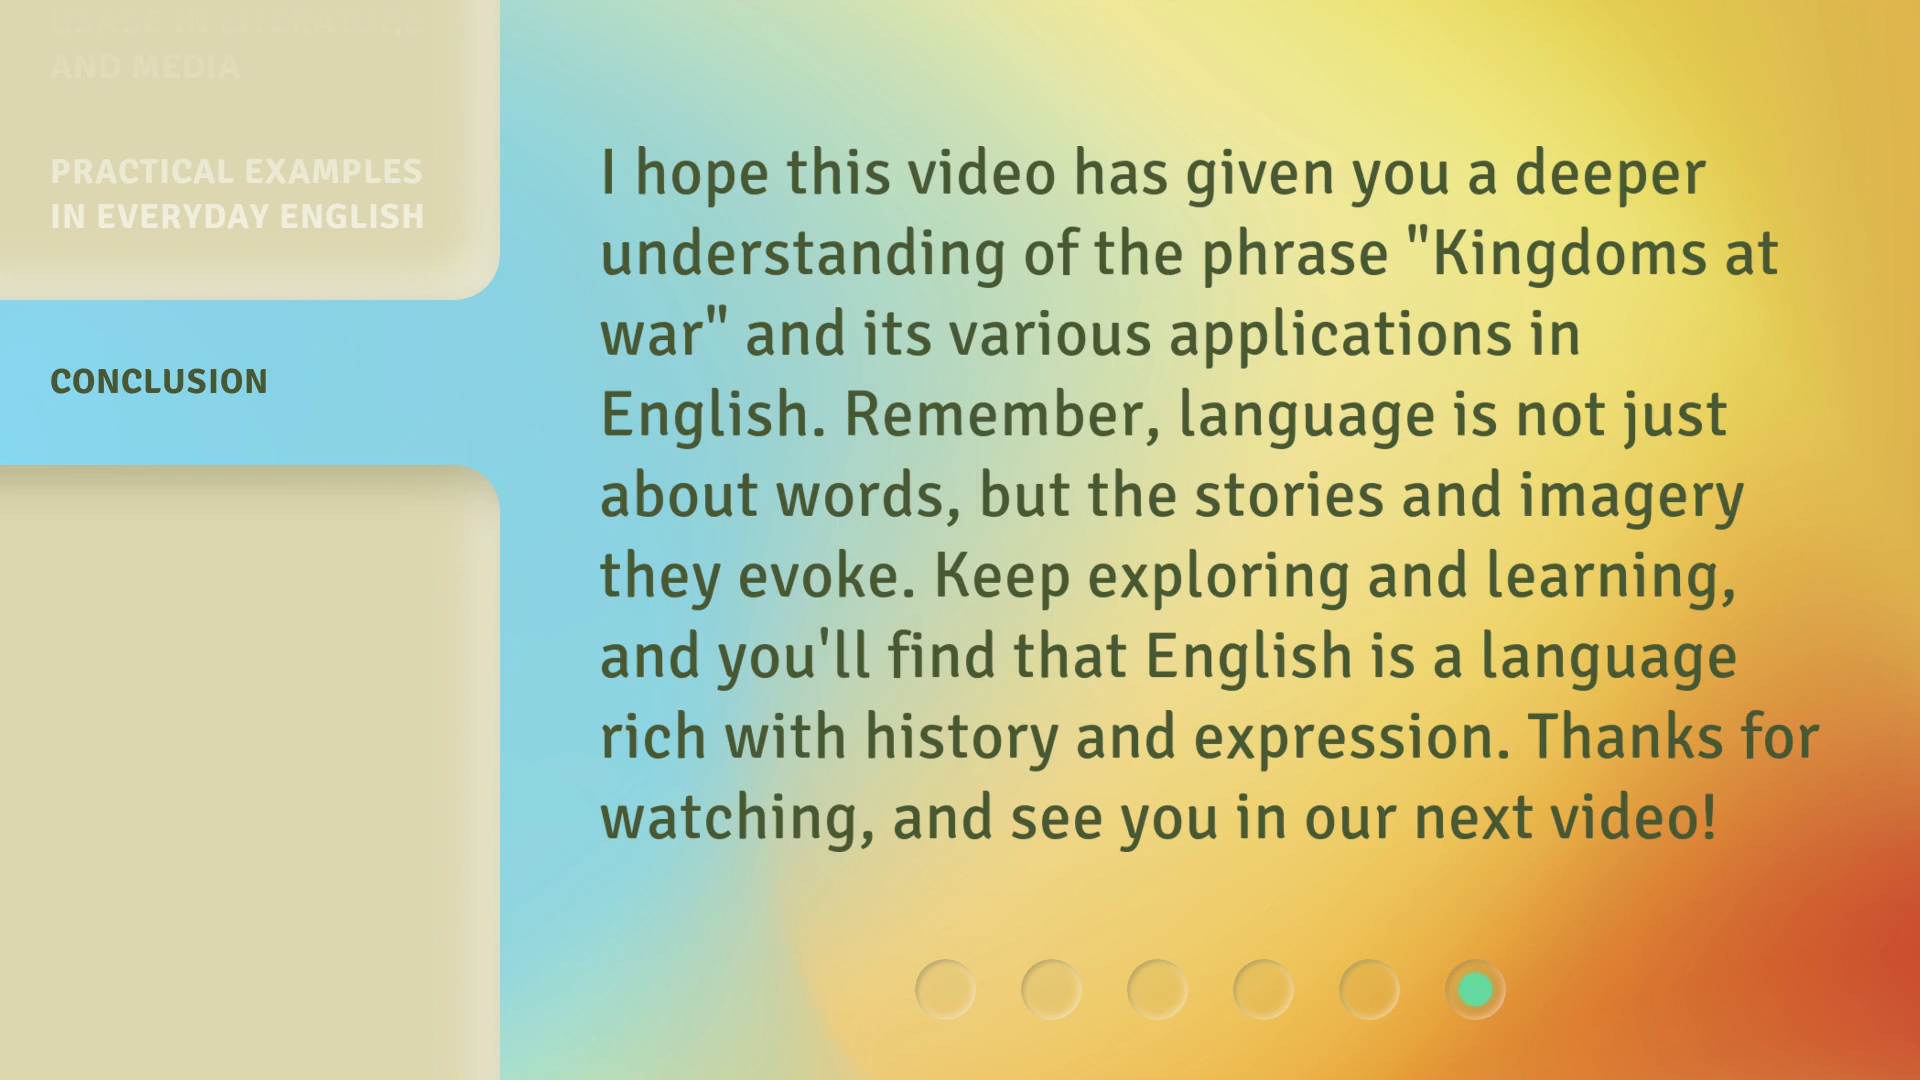 USAGE IN LITERATURE
AND MEDIA
PRACTICAL EXAMPLES
IN EVERYDAY ENGLISH
CONCLUSION
I hope this video has given you a deeper
understanding of the phrase "Kingdoms at
war" and its various applications in
English. Remember, language is not just
about words, but the stories and imagery
they evoke. Keep exploring and learning,
and you'll find that English is a language
rich with history and expression. Thanks for
watching, and see you in our next video!